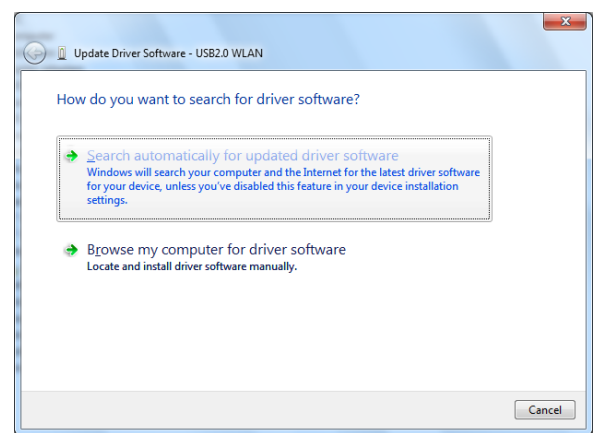 x
Update Driver Software - USB2.0 WLAN
How do you want to search for driver software?
Search automatically for updated driver software
Windows will search your computer and the Internet for the latest driver software
for your device, unless you've disabled this feature in your device installation
settings.
Browse my computer for driver software
Locate and install driver software manually.
Cancel